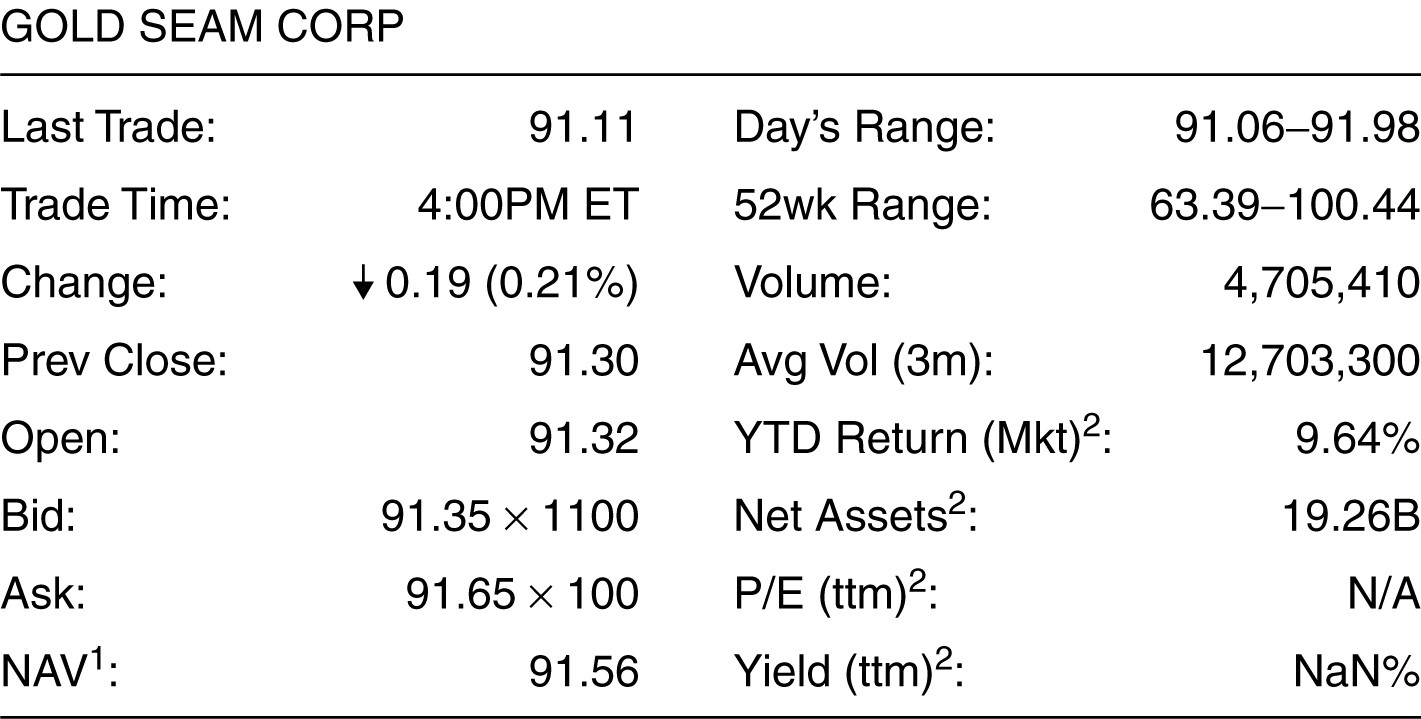 GOLD SEAM CORP
Last Trade: 91.11 Day’s Range: 91.06–91.98
Trade Time: 4:00PM ET 52wk Range: 63.39–100.44
Change: ↓ 0.19 (0.21%) Volume: 4,705,410
Prev Close: 91.30 Avg Vol (3m): 12,703,300
Open: 91.32 YTD Return (Mkt)²: 9.64%
Bid: 91.35 × 1100 Net Assets²: 19.26B
Ask: 91.65 × 100 P/E (ttm)²: N/A
NAV¹: 91.56 Yield (ttm)²: NaN%